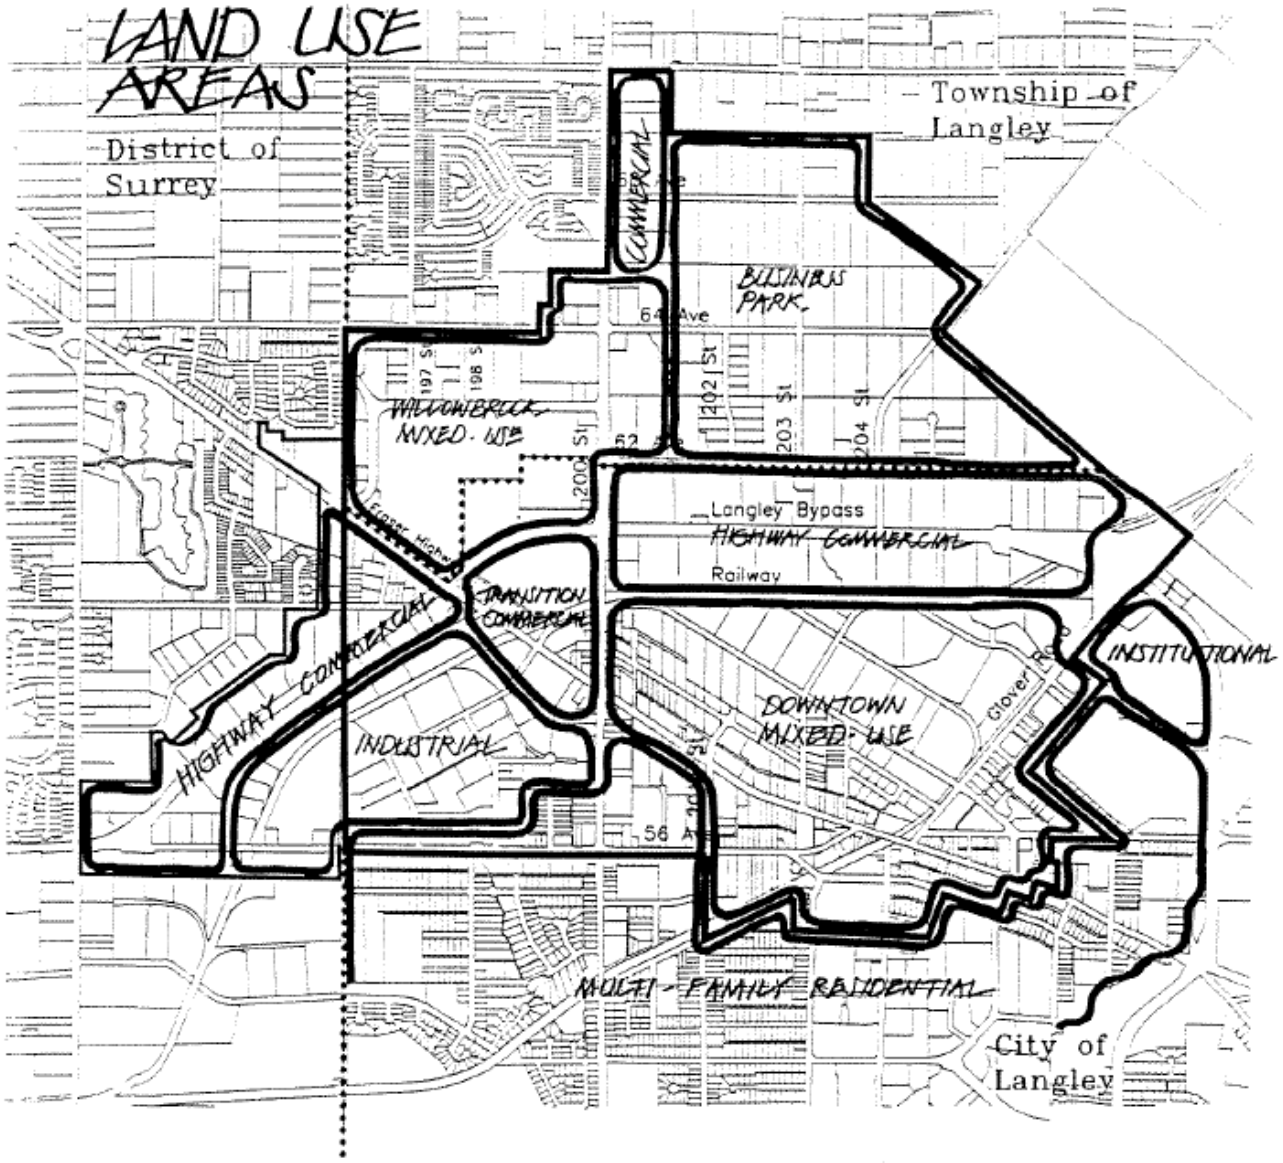 LAND USE
AREAS
District of
Surrey
Township of
Langley
COMMERCIAL
BUSINESS
PARK.
64 Ave
197 St
198 S
202 St
203 St
204 St
WILLOWBROOK
MIXED-USE
200 St
62
Fraser Highway
Langley Bypass
HIGHWAY COMMERCIAL
Railway
TRANSITION
COMMERCIAL
HIGHWAY COMMERCIAL
INSTITUTIONAL
Glover
DOWNTOWN
MIXED-USE
INDUSTRIAL
56 A
MULTI-FAMILY RESIDENTIAL
City of
Langley